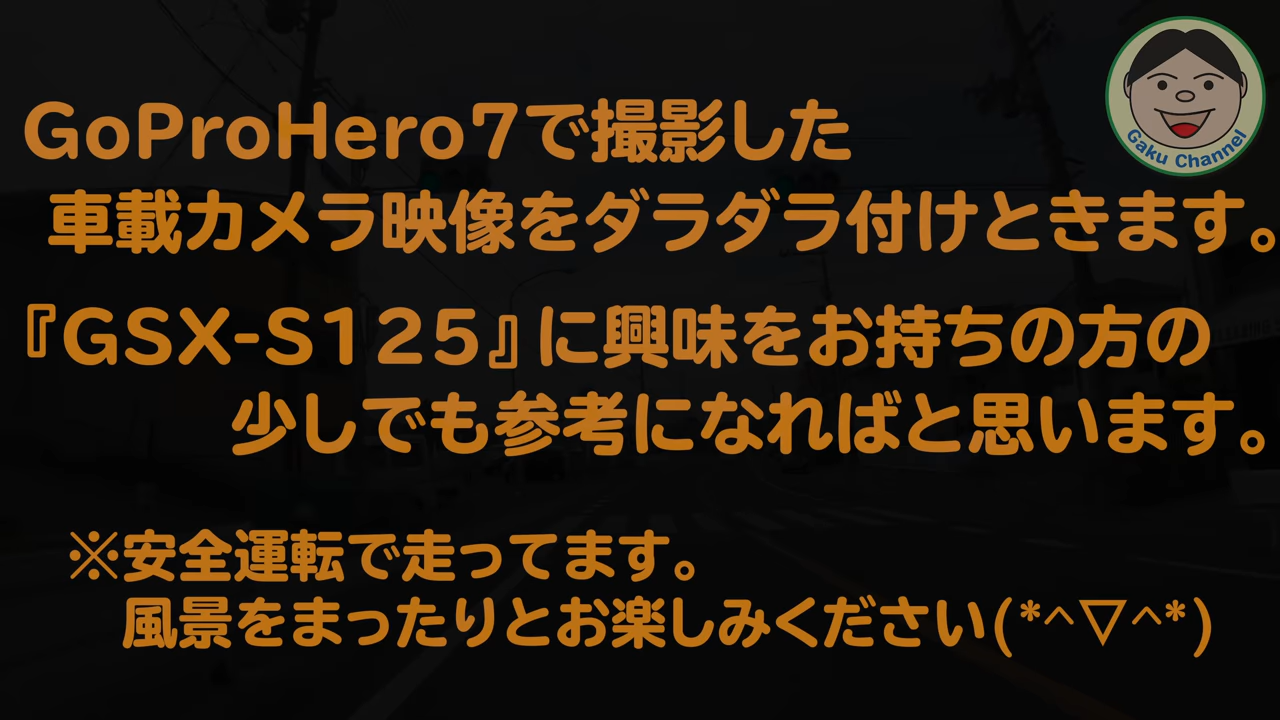 GoProHero7で撮影した
車載カメラ映像をダラダラ付けときます。
『GSX-S125』に興味をお持ちの方の
少しでも参考になればと思います。
※安全運転で走ってます。
風景をまったりとお楽しみください(*^▽^*)
Gaku Channel